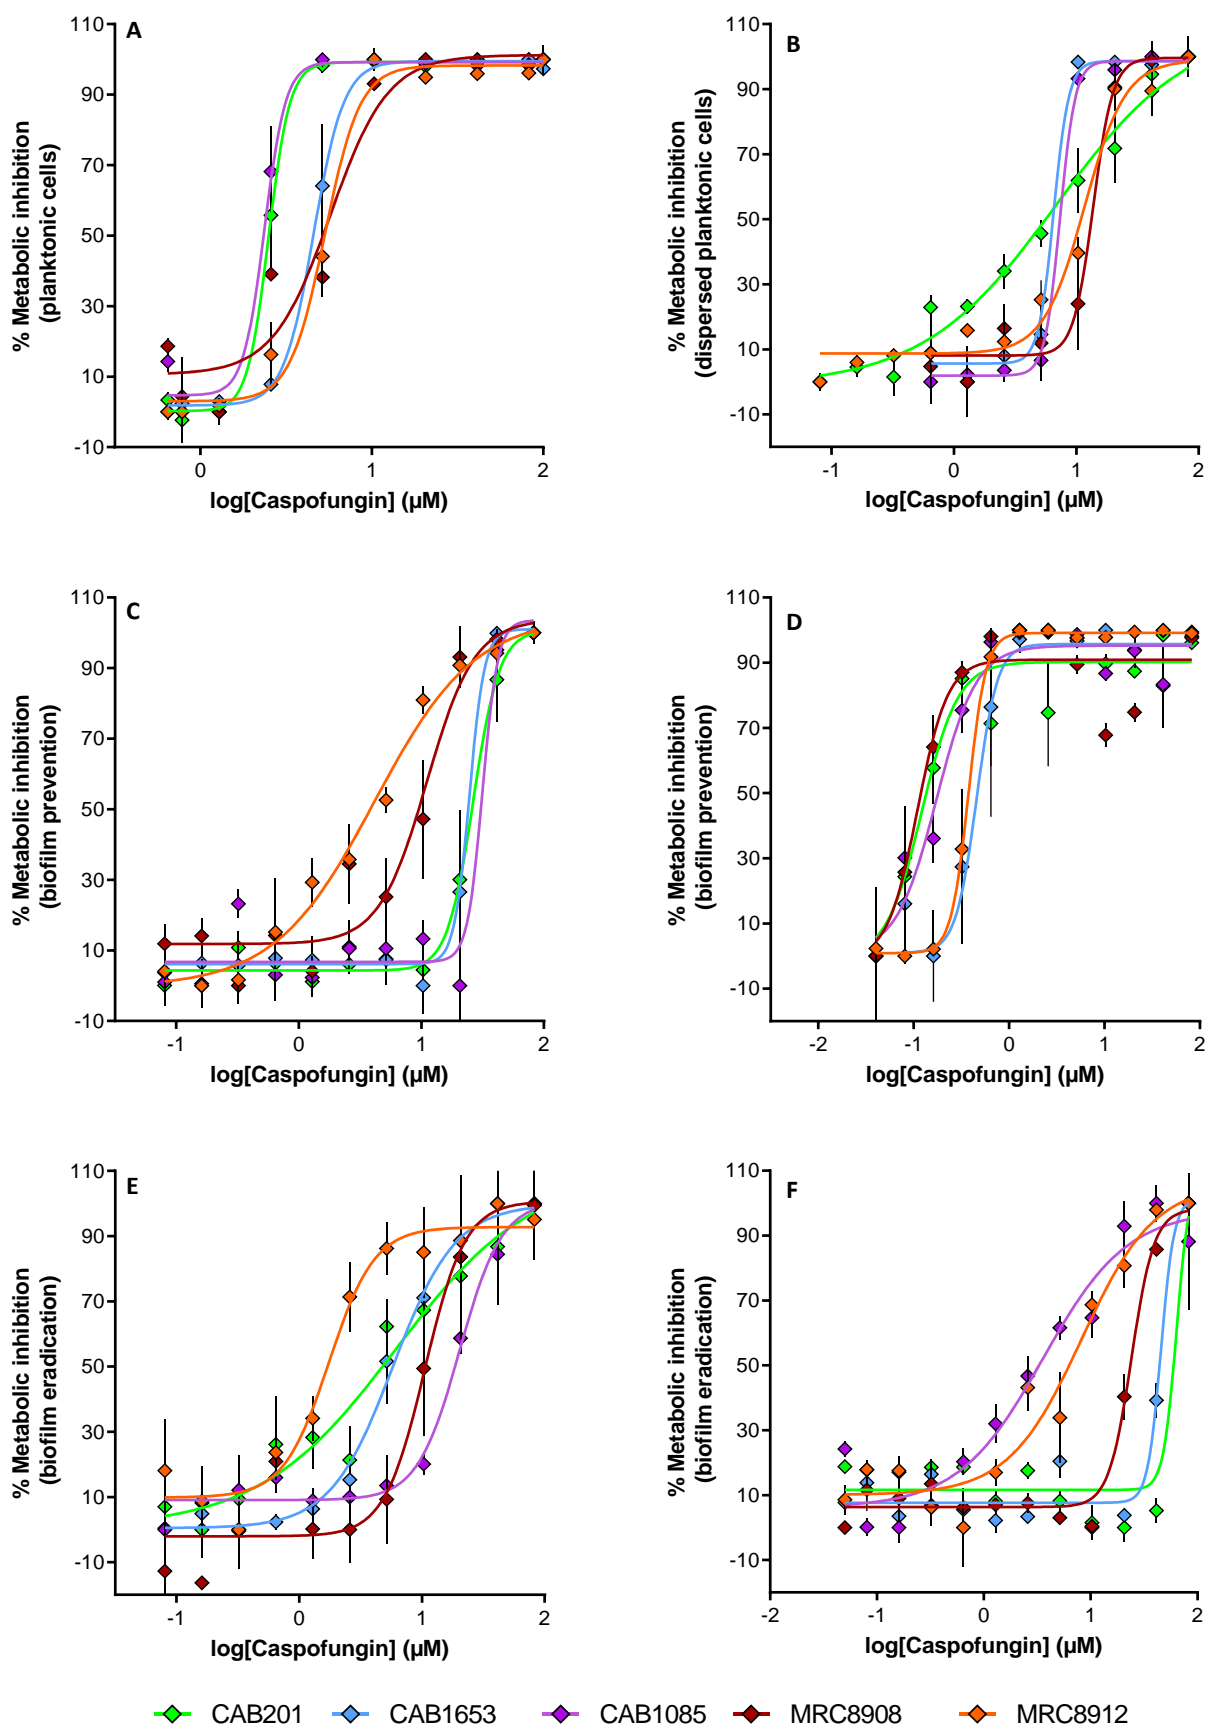 A
110
90
70
50
30
10
-10
% Metabolic inhibition
(planktonic cells)
0
1
2
log[Caspofungin] (µM)
B
110
90
70
50
30
10
-10
% Metabolic inhibition
(dispersed planktonic cells)
-1
0
1
2
log[Caspofungin] (µM)
C
110
90
70
50
30
10
-10
% Metabolic inhibition
(biofilm prevention)
-1
0
1
2
log[Caspofungin] (µM)
D
110
90
70
50
30
10
-10
% Metabolic inhibition
(biofilm prevention)
-2
-1
0
1
2
log[Caspofungin] (µM)
E
110
90
70
50
30
10
-10
% Metabolic inhibition
(biofilm eradication)
-1
0
1
2
log[Caspofungin] (µM)
F
110
90
70
50
30
10
-10
% Metabolic inhibition
(biofilm eradication)
-2
-1
0
1
2
log[Caspofungin] (µM)
CAB201 CAB1653 CAB1085 MRC8908 MRC8912